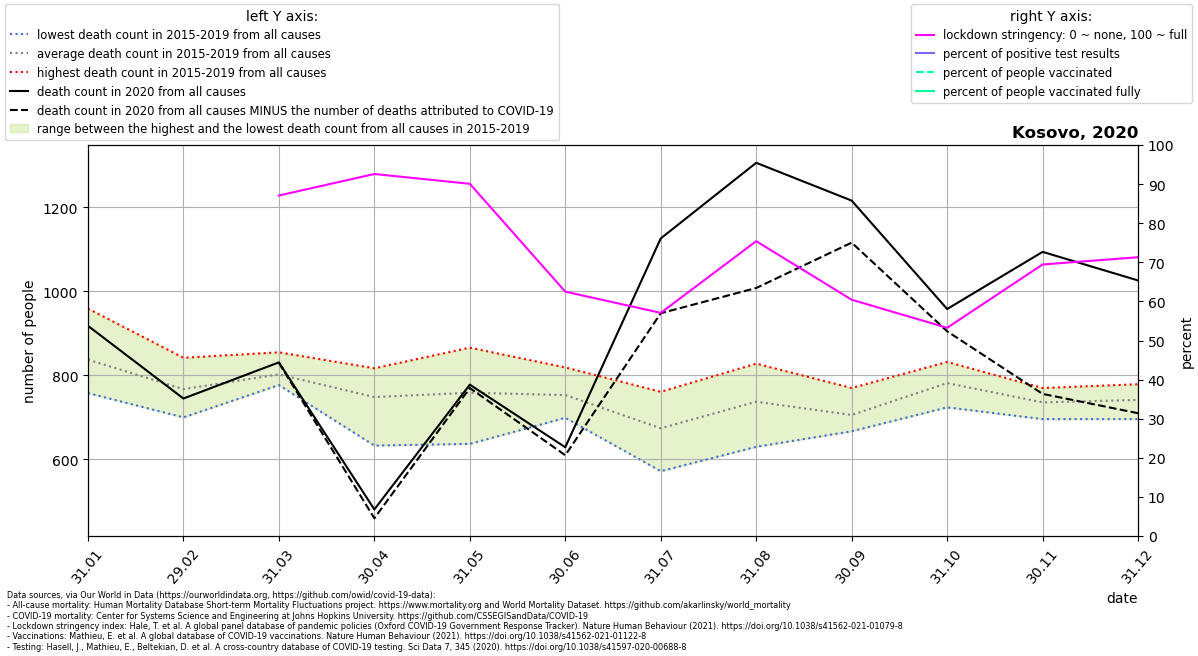 left Y axis:
lowest death count in 2015-2019 from all causes
average death count in 2015-2019 from all causes
highest death count in 2015-2019 from all causes
death count in 2020 from all causes
death count in 2020 from all causes MINUS the number of deaths attributed to COVID-19
range between the highest and the lowest death count from all causes in 2015-2019
right Y axis:
lockdown stringency: 0 ~ none, 100 ~ full
percent of positive test results
percent of people vaccinated
percent of people vaccinated fully
Kosovo, 2020
number of people
1200
1000
800
600
percent
100
90
80
70
60
50
40
30
20
10
0
31.01
29.02
31.03
30.04
31.05
30.06
31.07
31.08
30.09
31.10
30.11
31.12
date
Data sources, via Our World in Data (https://ourworldindata.org, https://github.com/owid/covid-19-data):
- All-cause mortality: Human Mortality Database Short-term Mortality Fluctuations project. https://www.mortality.org and World Mortality Dataset. https://github.com/akarlinsky/world_mortality
- COVID-19 mortality: Center for Systems Science and Engineering at Johns Hopkins University. https://github.com/CSSEGISandData/COVID-19
- Lockdown stringency index: Hale, T. et al. A global panel database of pandemic policies (Oxford COVID-19 Government Response Tracker). Nature Human Behaviour (2021). https://doi.org/10.1038/s41562-021-01079-8
- Vaccinations: Mathieu, E. et al. A global database of COVID-19 vaccinations. Nature Human Behaviour (2021). https://doi.org/10.1038/s41562-021-01122-8
- Testing: Hasell, J., Mathieu, E., Beltekian, D. et al. A cross-country database of COVID-19 testing. Sci Data 7, 345 (2020). https://doi.org/10.1038/s41597-020-00688-8